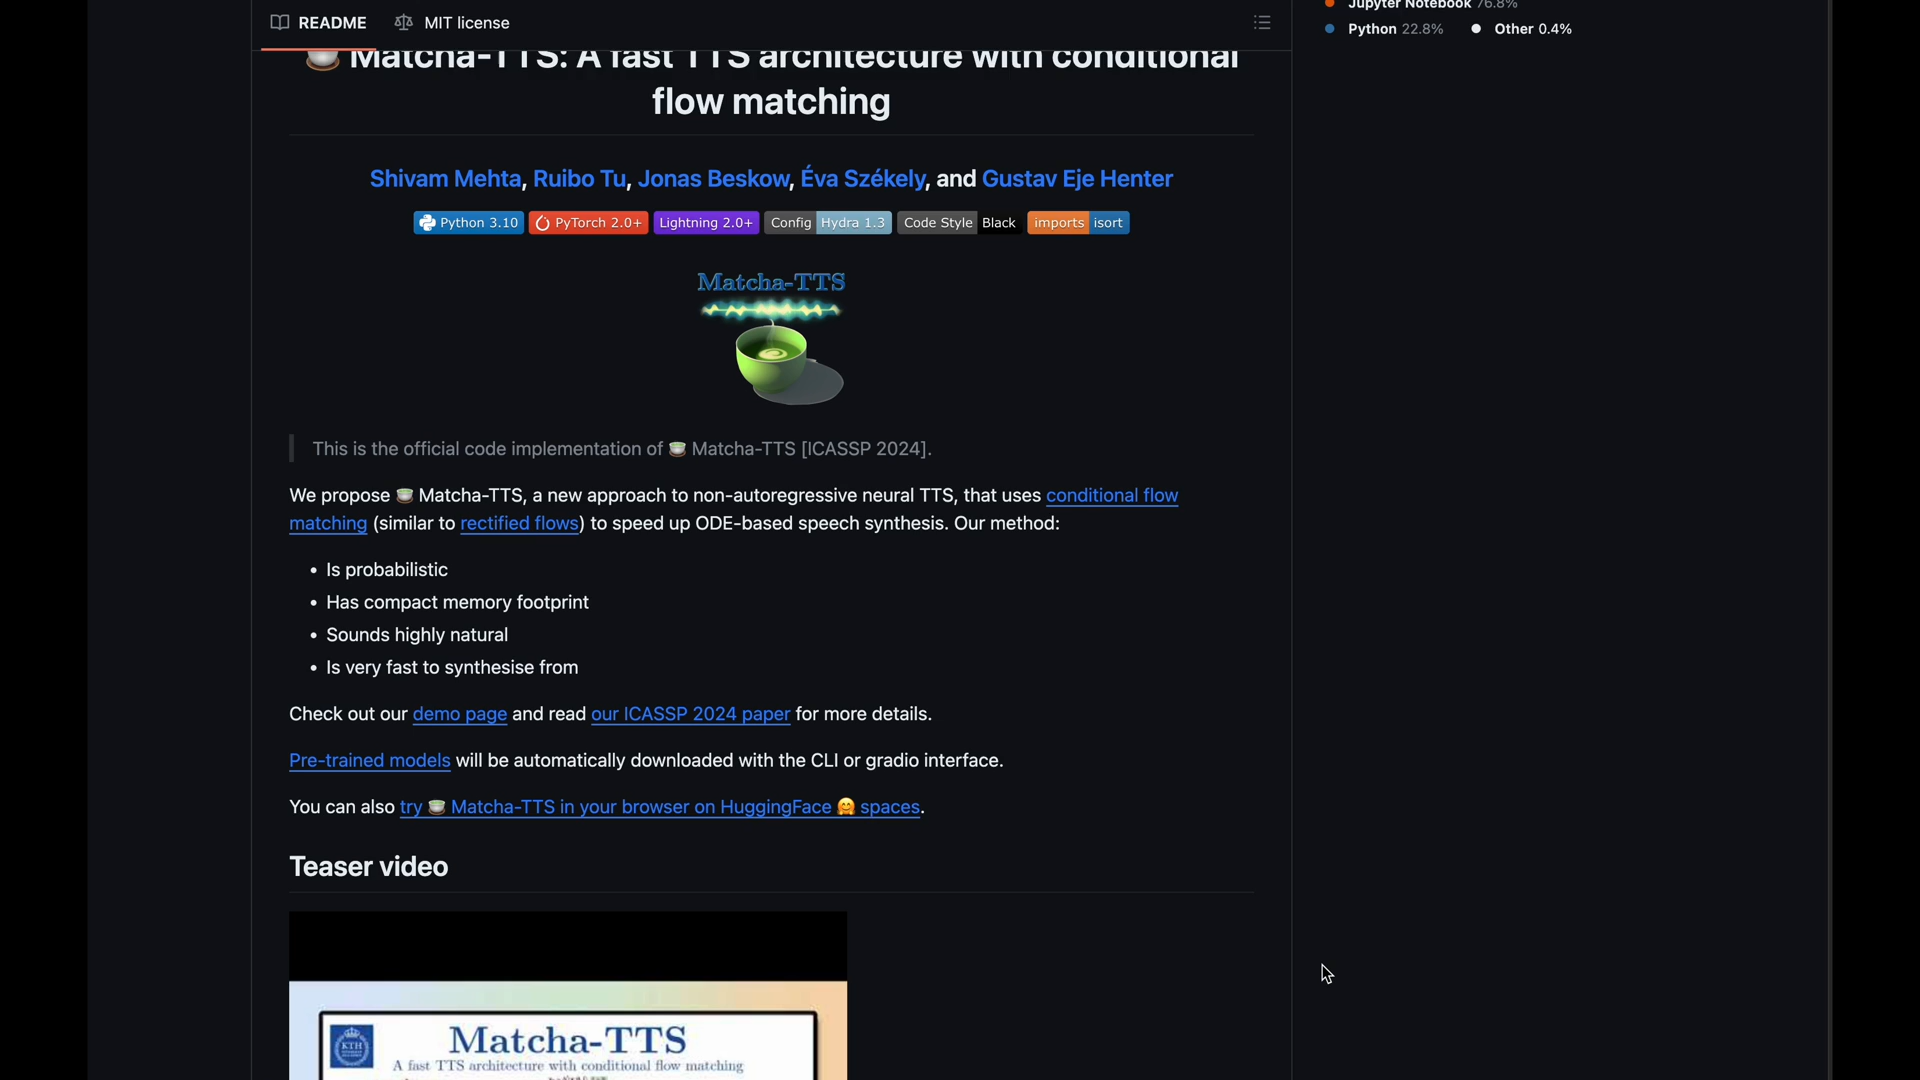 README MIT license
Jupyter Notebook 76.8%
Python 22.8% Other 0.4%
Matcha-TTS: A fast TTS architecture with conditional
flow matching
Shivam Mehta, Ruibo Tu, Jonas Beskow, Éva Székely, and Gustav Eje Henter
Python 3.10 PyTorch 2.0+ Lightning 2.0+ Config Hydra 1.3 Code Style Black imports isort
Matcha-TTS
This is the official code implementation of 🍵 Matcha-TTS [ICASSP 2024].
We propose 🍵 Matcha-TTS, a new approach to non-autoregressive neural TTS, that uses conditional flow
matching (similar to rectified flows) to speed up ODE-based speech synthesis. Our method:
• Is probabilistic
• Has compact memory footprint
• Sounds highly natural
• Is very fast to synthesise from
Check out our demo page and read our ICASSP 2024 paper for more details.
Pre-trained models will be automatically downloaded with the CLI or gradio interface.
You can also try 🍵 Matcha-TTS in your browser on HuggingFace 🤗 spaces.
Teaser video
KTH
Matcha-TTS
A fast TTS architecture with conditional flow matching